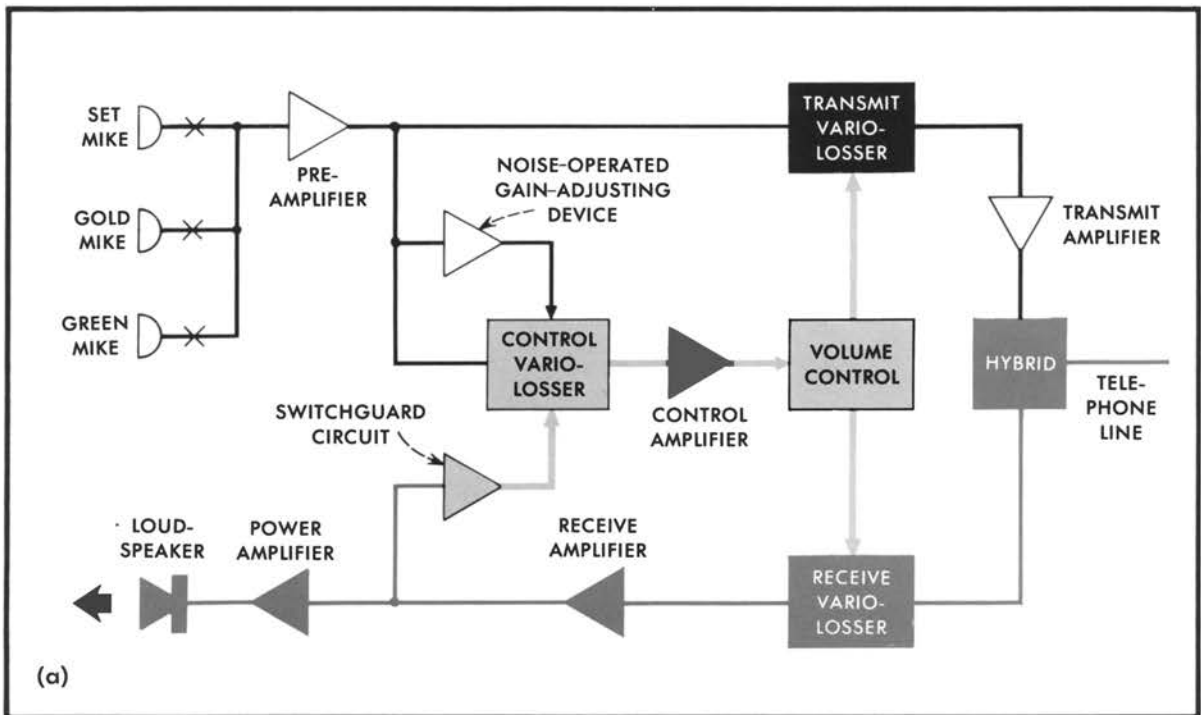 SET
MIKE
GOLD
MIKE
GREEN
MIKE
PRE-
AMPLIFIER
NOISE-OPERATED
GAIN-ADJUSTING
DEVICE
TRANSMIT
VARIO-
LOSSER
TRANSMIT
AMPLIFIER
CONTROL
VARIO-
LOSSER
CONTROL
AMPLIFIER
VOLUME
CONTROL
HYBRID
TELE-
PHONE
LINE
SWITCHGUARD
CIRCUIT
LOUD-
SPEAKER
POWER
AMPLIFIER
RECEIVE
AMPLIFIER
RECEIVE
VARIO-
LOSSER
(a)